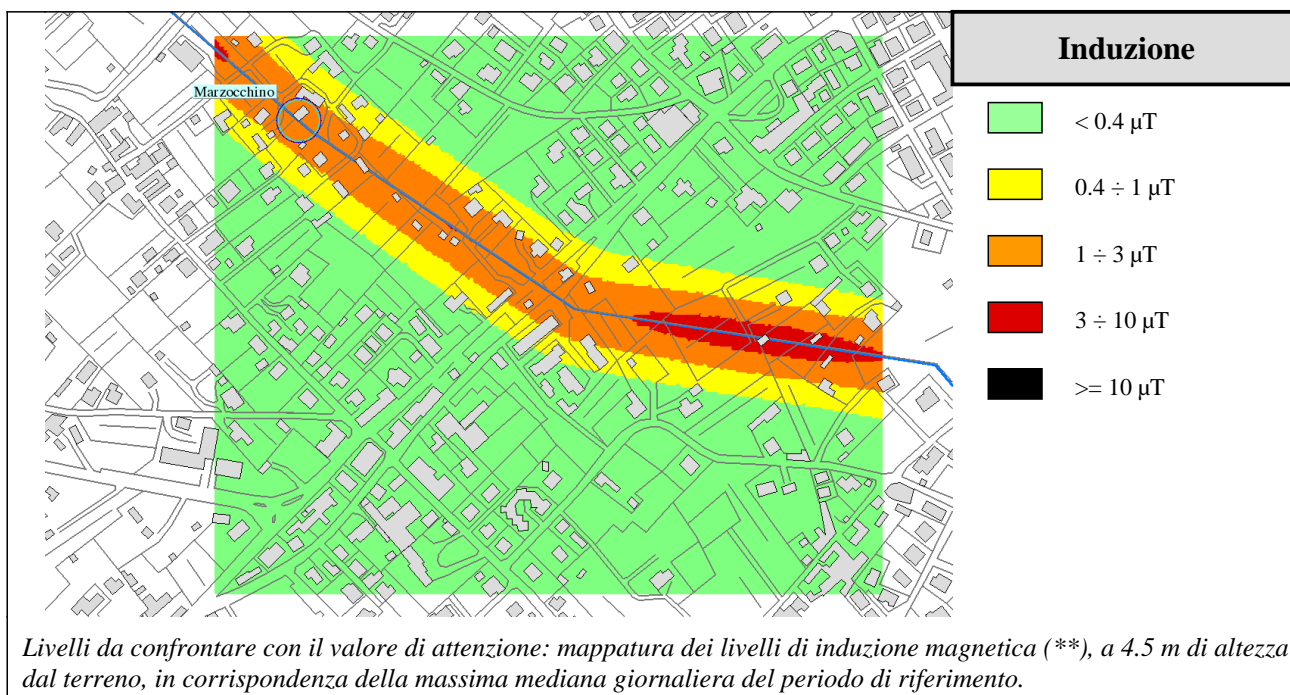 Marzocchino
Induzione
< 0.4 µT
0.4 ÷ 1 µT
1 ÷ 3 µT
3 ÷ 10 µT
>= 10 µT
Livelli da confrontare con il valore di attenzione: mappatura dei livelli di induzione magnetica (**), a 4.5 m di altezza
dal terreno, in corrispondenza della massima mediana giornaliera del periodo di riferimento.